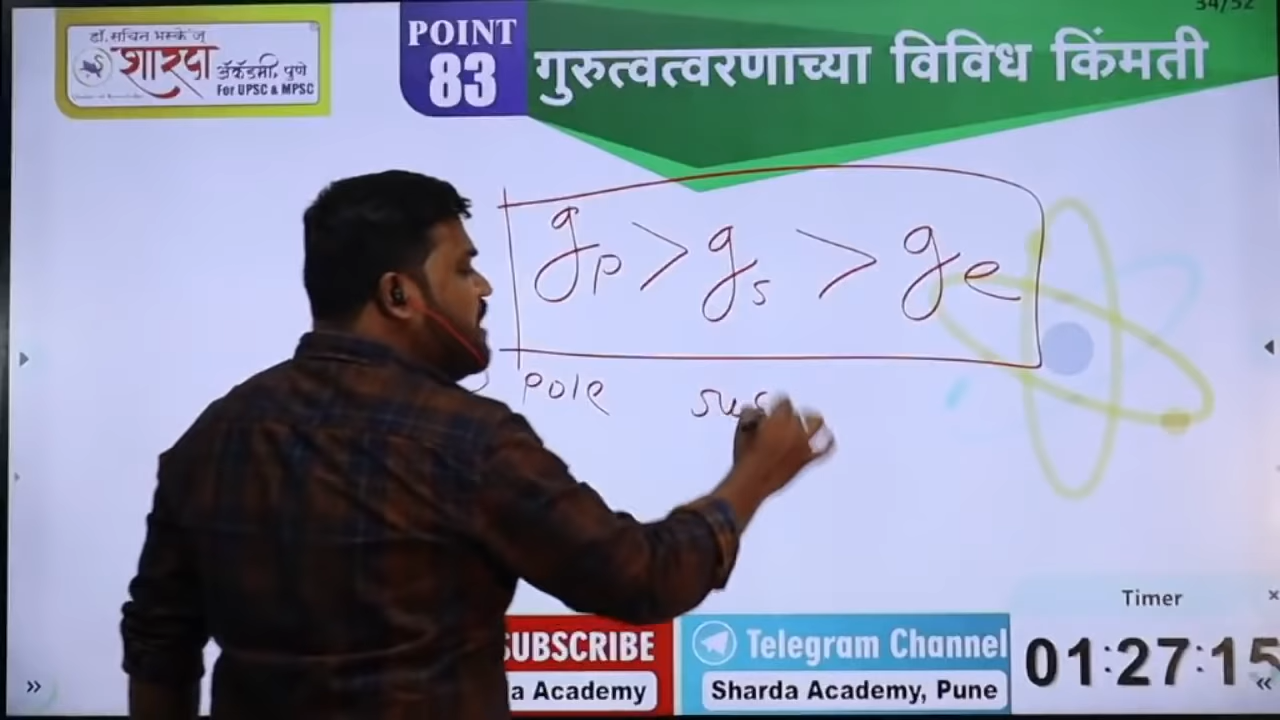 34/52
डॉ. सचिन भस्के ज्
शारदा
ॲकॅडमी, पुणे
For UPSC & MPSC
POINT
83
गुरुत्वत्वरणाच्या विविध किंमती
gp > gs > ge
pole
Timer
01:27:15
SUBSCRIBE
a Academy
Telegram Channel
Sharda Academy, Pune